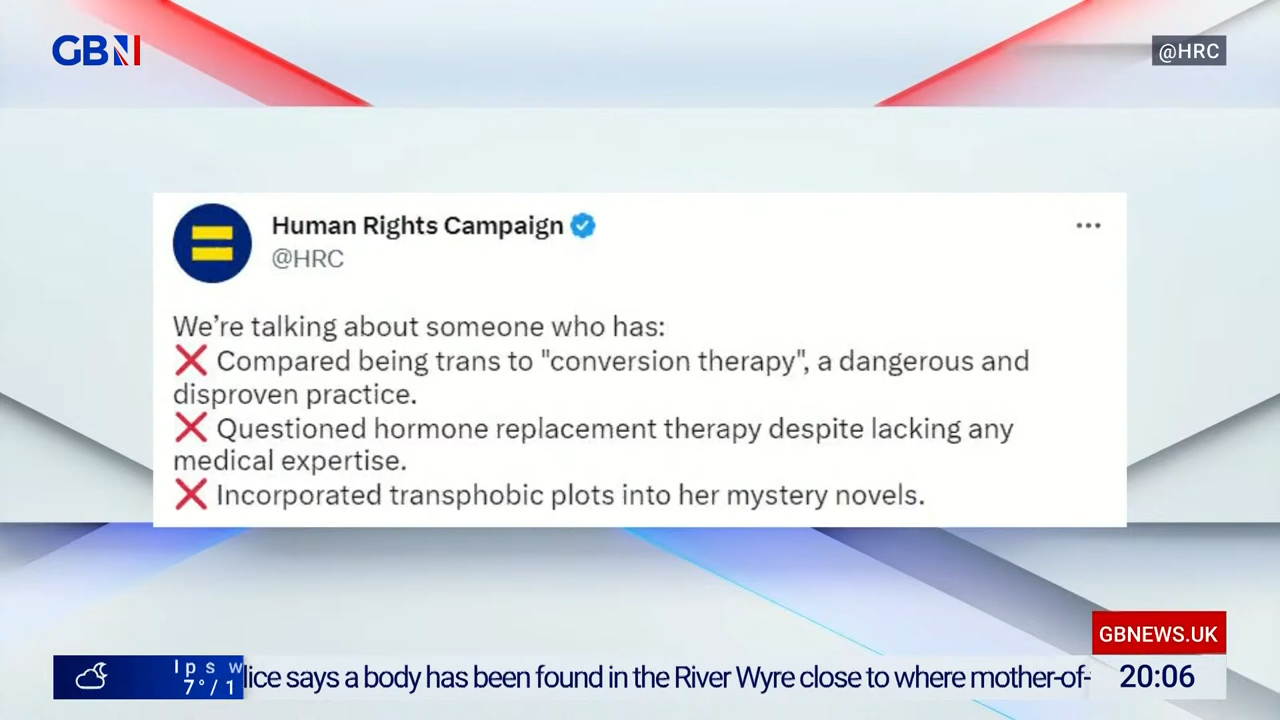 GBN
@HRC
Human Rights Campaign
@HRC
We’re talking about someone who has:
❌ Compared being trans to "conversion therapy", a dangerous and
disproven practice.
❌ Questioned hormone replacement therapy despite lacking any
medical expertise.
❌ Incorporated transphobic plots into her mystery novels.
GBNEWS.UK
Ipsw
7°/1
lice says a body has been found in the River Wyre close to where mother-of-
20:06